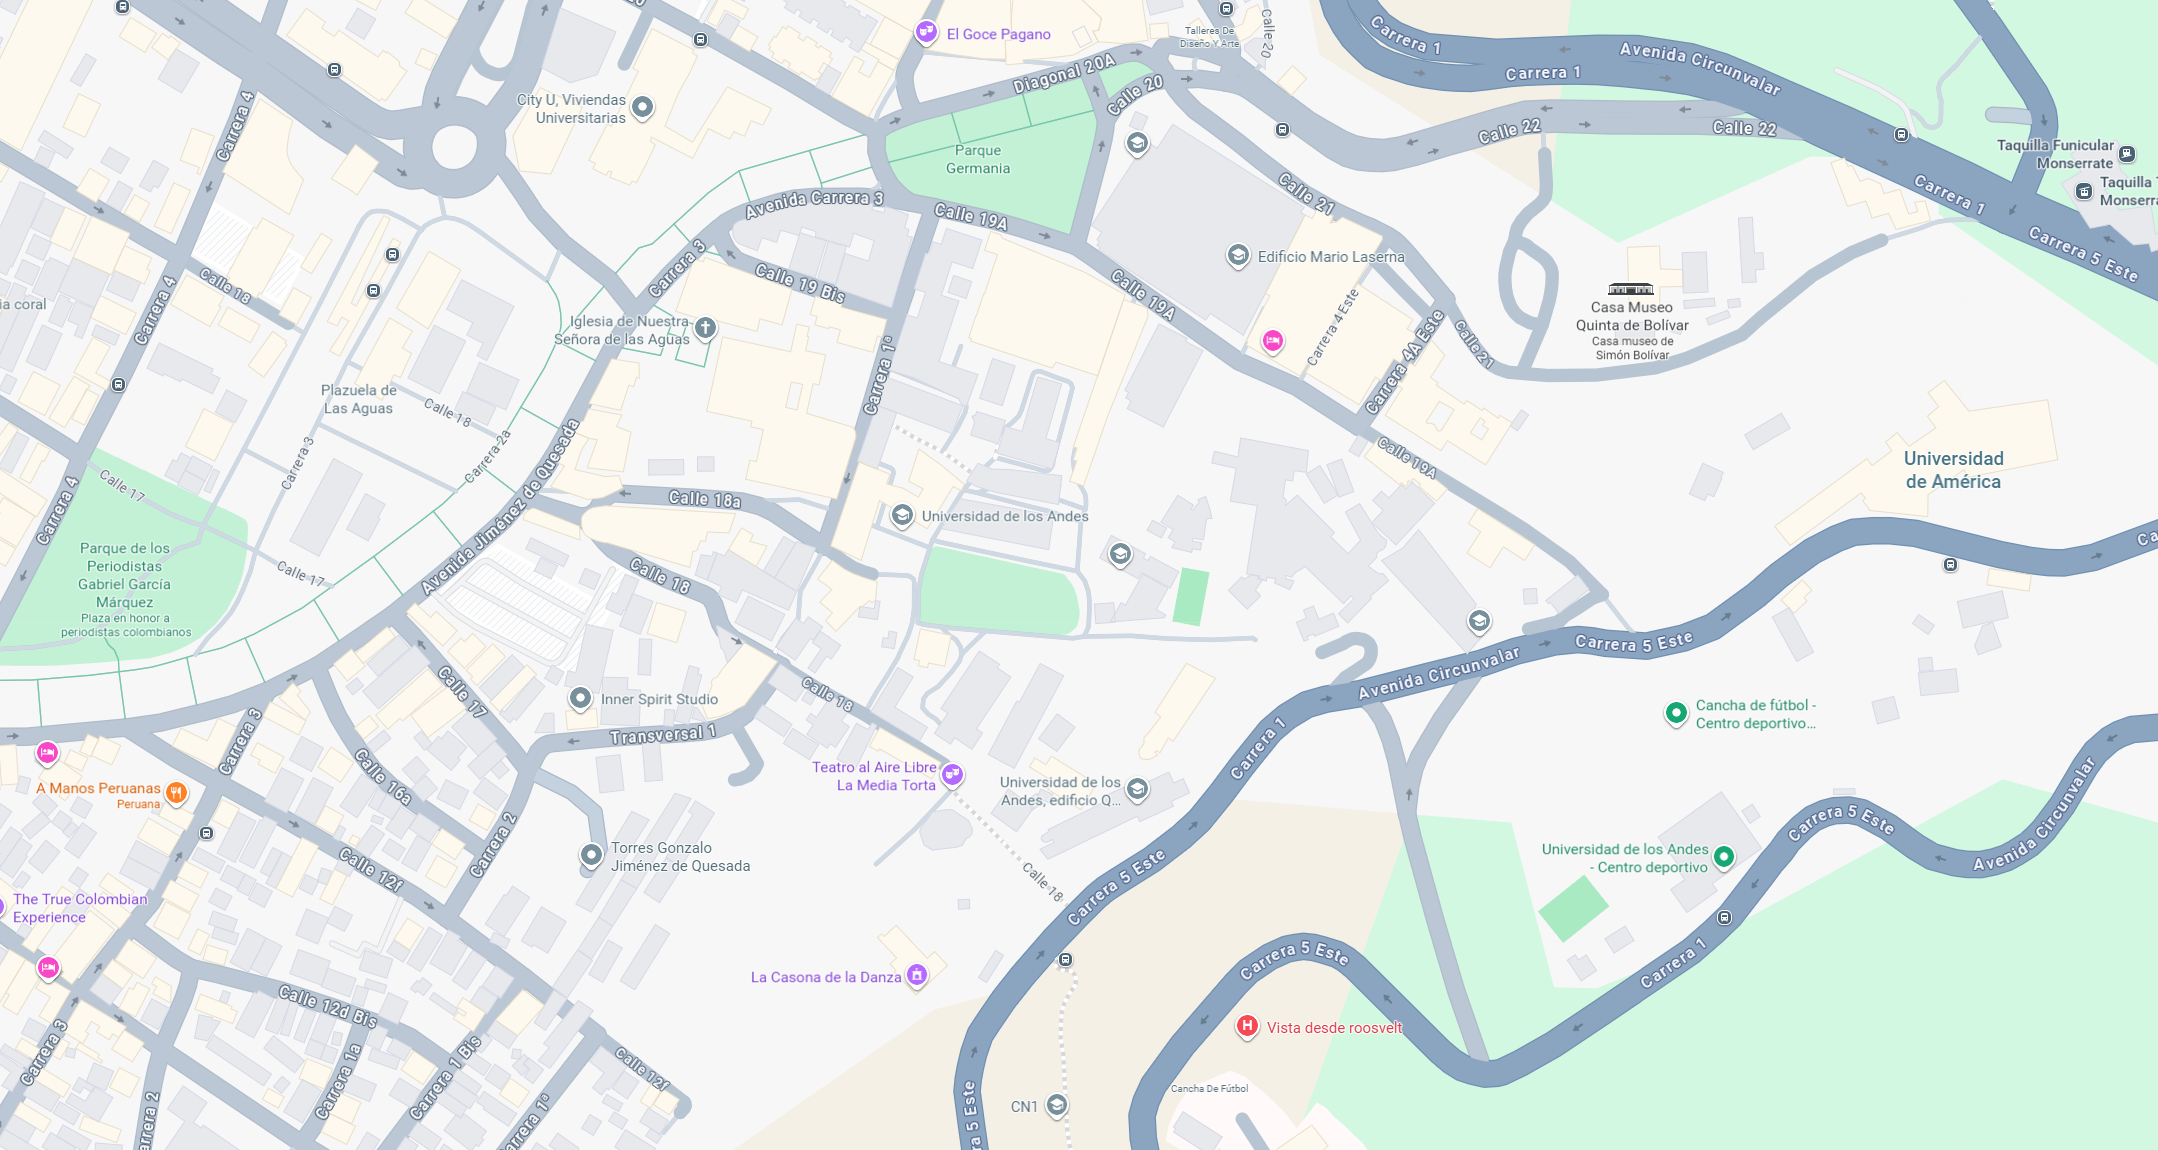 El Goce Pagano
Talleres De
Diseño Y Arte
Calle 20
Carrera 1
Avenida Circunvalar
Carrera 1
Diagonal 20A
Calle 20
City U, Viviendas
Universitarias
Carrera 4
Calle 22
Calle 22
Parque
Germania
Taquilla Funicular
Monserrate
Taquilla
Carrera 1
Avenida Carrera 3
Calle 19A
Calle 21
Carrera 3
Carrera 5 Este
Edificio Mario Laserna
Calle 19 Bis
Calle 18
Calle 19A
ia coral
Carrera 4
Iglesia de Nuestra
Señora de las Aguas
Carrera 4 Este
Casa Museo
Quinta de Bolívar
Casa museo de
Simón Bolívar
Carrera 4A Este
Calle 21
Carrera 1ª
Plazuela de
Las Aguas
Calle 18
Carrera 2a
Carrera 3
Calle 19A
Universidad
de América
Calle 17
Carrera 4
Calle 18a
Universidad de los Andes
Avenida Jiménez de Quesada
Parque de los
Periodistas
Gabriel García
Márquez
Plaza en honor a
periodistas colombianos
Calle 17
Calle 18
Ca
Carrera 5 Este
Avenida Circunvalar
Calle 17
Inner Spirit Studio
Calle 18
Transversal 1
Cancha de fútbol -
Centro deportivo...
Carrera 3
Calle 16a
Carrera 1
A Manos Peruanas
Peruana
Teatro al Aire Libre
La Media Torta
Universidad de los
Andes, edificio Q...
Carrera 5 Este
Avenida Circunvalar
Carrera 2
Torres Gonzalo
Jiménez de Quesada
Universidad de los Andes
- Centro deportivo
Calle 12f
Calle 18
Carrera 5 Este
The True Colombian
Experience
La Casona de la Danza
Carrera 5 Este
Carrera 1
Calle 12d Bis
Vista desde roosvelt
Carrera 3
Carrera 1a
Carrera 1 Bis
Calle 12f
Cancha De Fútbol
CN1
arrera 2
arrera 1ª
ra 5 Este